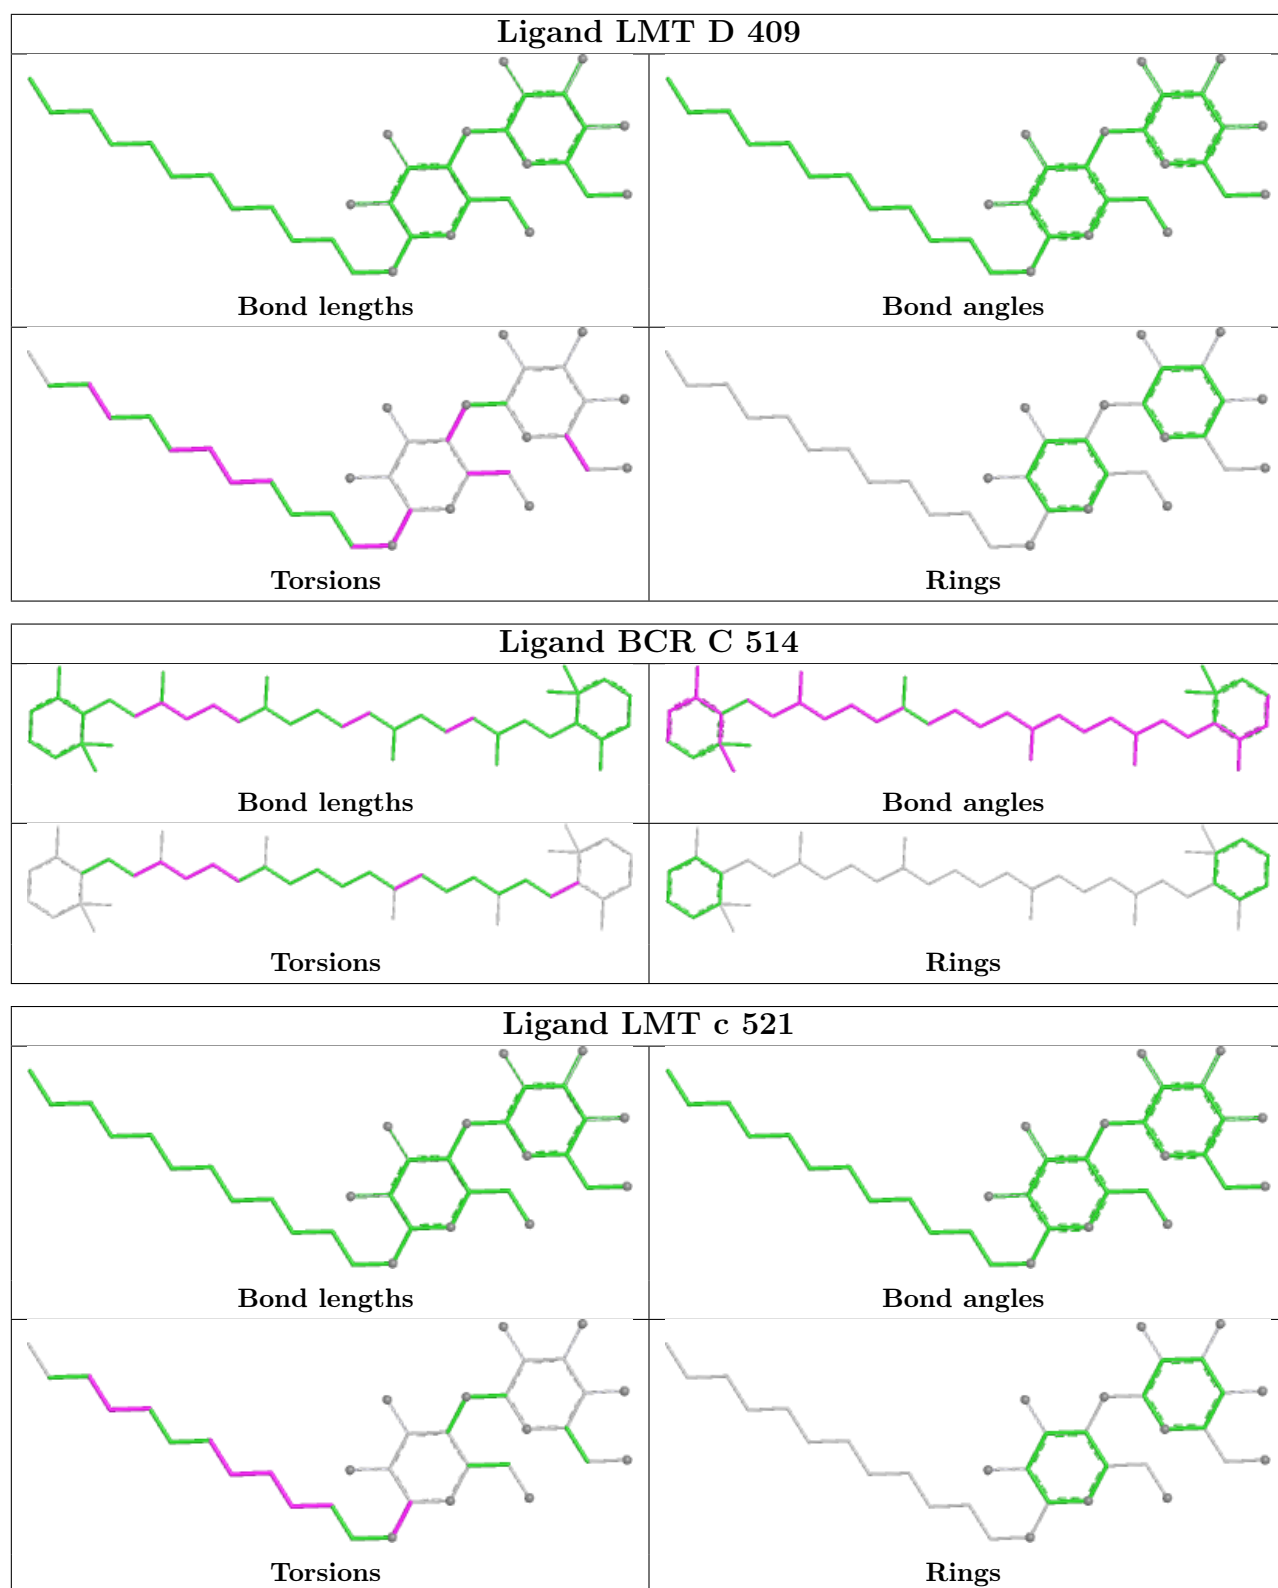 Ligand LMT D 409
Bond lengths
Bond angles
Torsions
Rings
Ligand BCR C 514
Bond lengths
Bond angles
Torsions
Rings
Ligand LMT c 521
Bond lengths
Bond angles
Torsions
Rings